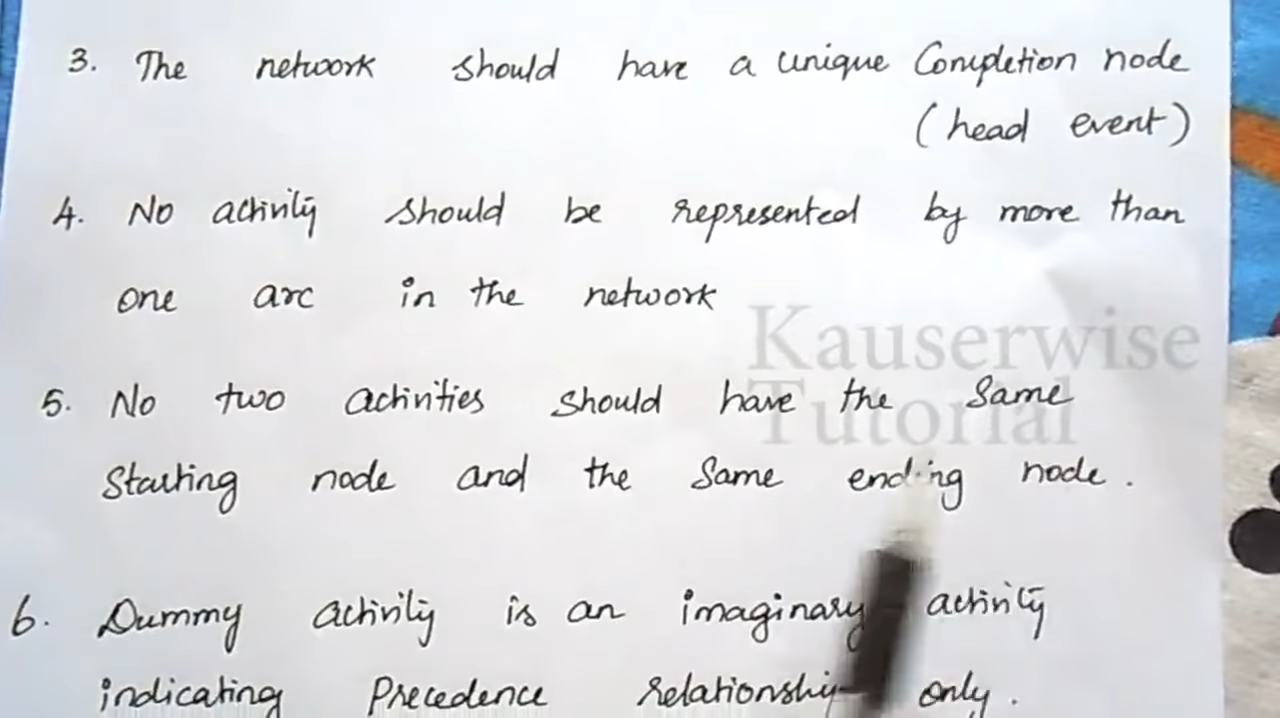 3. The network should have a unique Completion node
(head event)
4. No activity should be represented by more than
one arc in the network
Kauserwise
5. No two activities should have the Same
Tutorial
Starting node and the Same ending node.
6. Dummy activity is an imaginary activity
indicating Precedence relationship only.